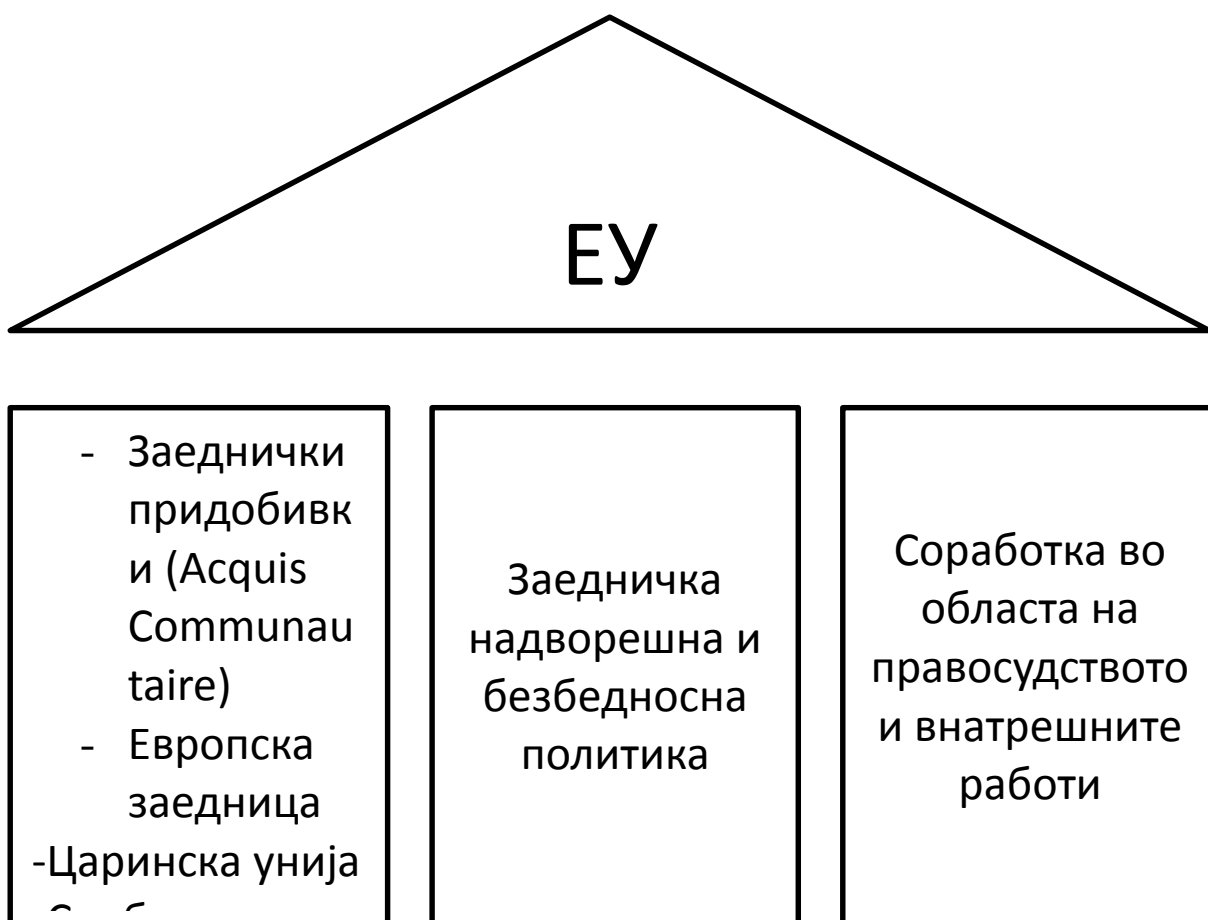 ЕУ
- Заеднички
придобивк
и (Acquis
Communau
taire)
- Европска
заедница
-Царинска унија
Заедничка
надворешна и
безбедносна
политика
Соработка во
областа на
правосудството
и внатрешните
работи